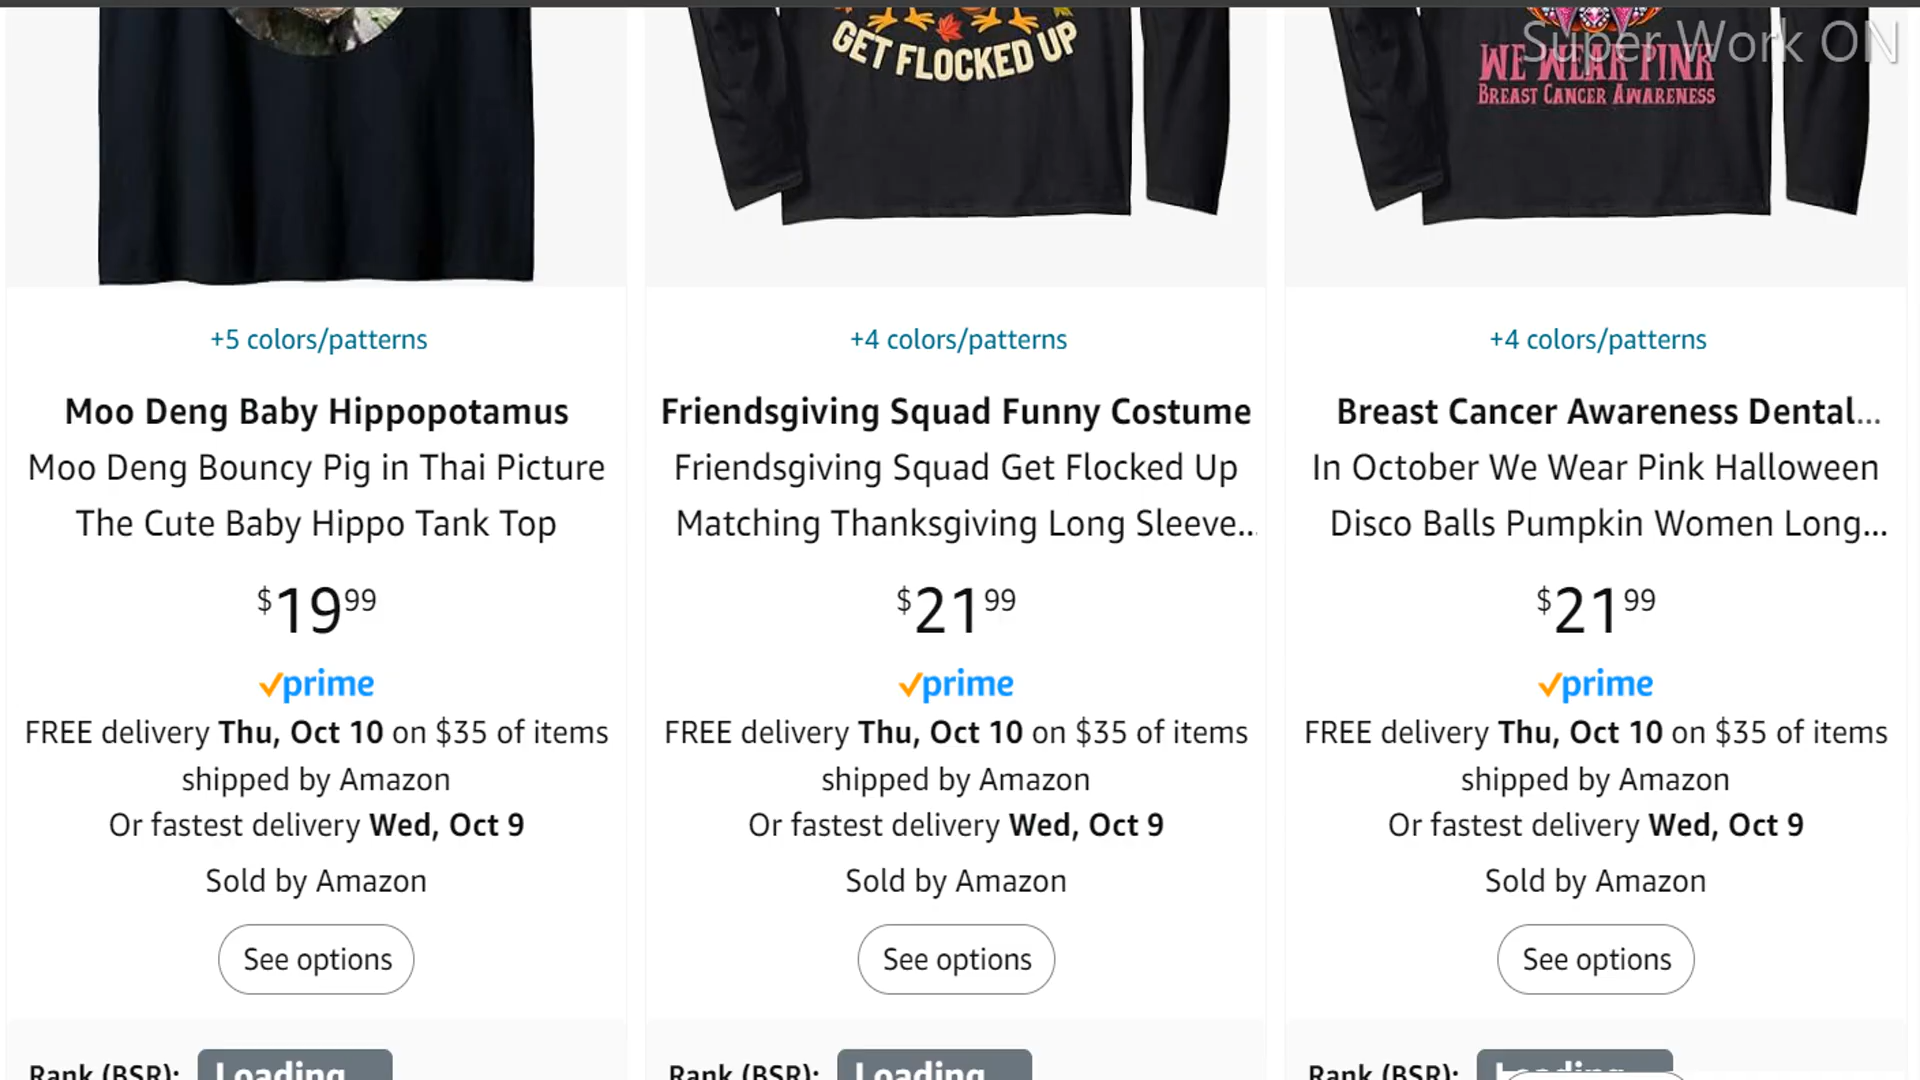 GET FLOCKED UP
WE WEAR PINK
BREAST CANCER AWARENESS
Super Work ON
+5 colors/patterns
Moo Deng Baby Hippopotamus
Moo Deng Bouncy Pig in Thai Picture
The Cute Baby Hippo Tank Top
$19.99
prime
FREE delivery Thu, Oct 10 on $35 of items
shipped by Amazon
Or fastest delivery Wed, Oct 9
Sold by Amazon
See options
Rank (BSR): Loading
+4 colors/patterns
Friendsgiving Squad Funny Costume
Friendsgiving Squad Get Flocked Up
Matching Thanksgiving Long Sleeve...
$21.99
prime
FREE delivery Thu, Oct 10 on $35 of items
shipped by Amazon
Or fastest delivery Wed, Oct 9
Sold by Amazon
See options
Rank (BSR): Loading
+4 colors/patterns
Breast Cancer Awareness Dental...
In October We Wear Pink Halloween
Disco Balls Pumpkin Women Long...
$21.99
prime
FREE delivery Thu, Oct 10 on $35 of items
shipped by Amazon
Or fastest delivery Wed, Oct 9
Sold by Amazon
See options
Rank (BSR): Loading